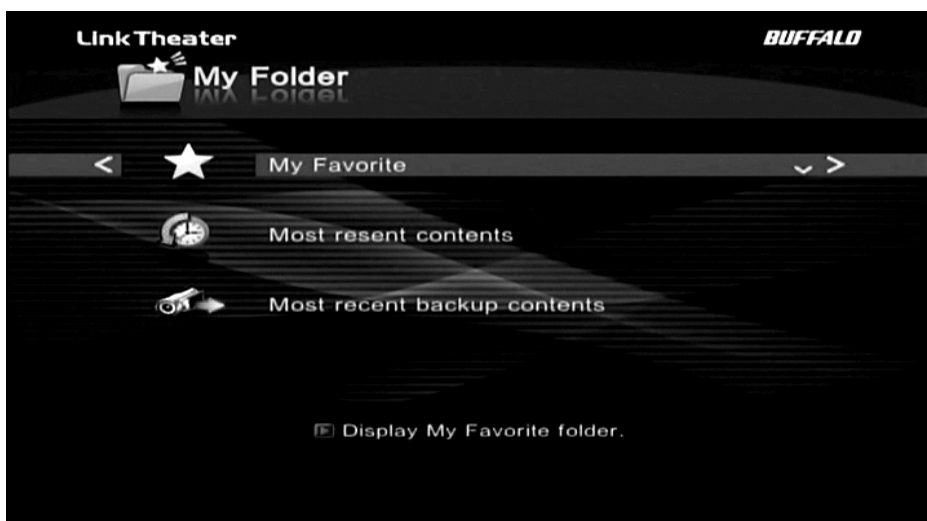 LinkTheater
BUFFALO
My Folder
My Favorite
Most resent contents
Most recent backup contents
Display My Favorite folder.